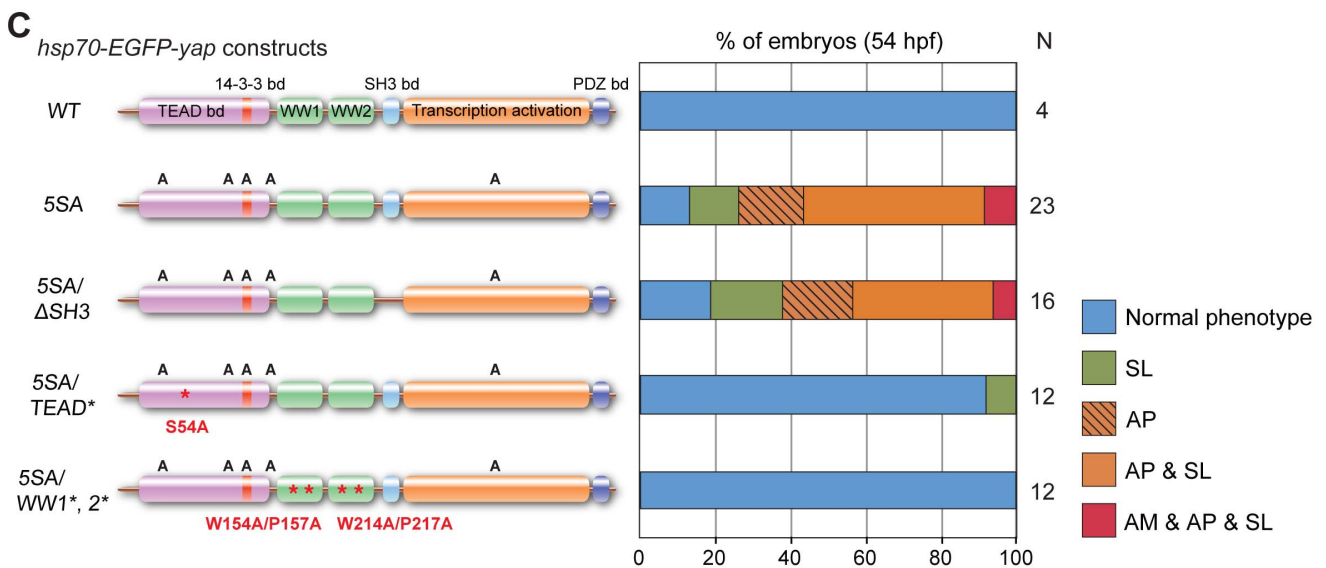 C
hsp70-EGFP-yap constructs
% of embryos (54 hpf)
N
14-3-3 bd
SH3 bd
PDZ bd
WT
TEAD bd
WW1
WW2
Transcription activation
4
A A A A A
5SA
23
A A A A A
5SA/
ΔSH3
16
A A A A A
5SA/
TEAD*
*
S54A
12
A A A A A
5SA/
WW1*, 2*
* * * *
W154A/P157A W214A/P217A
12
0 20 40 60 80 100
Normal phenotype
SL
AP
AP & SL
AM & AP & SL